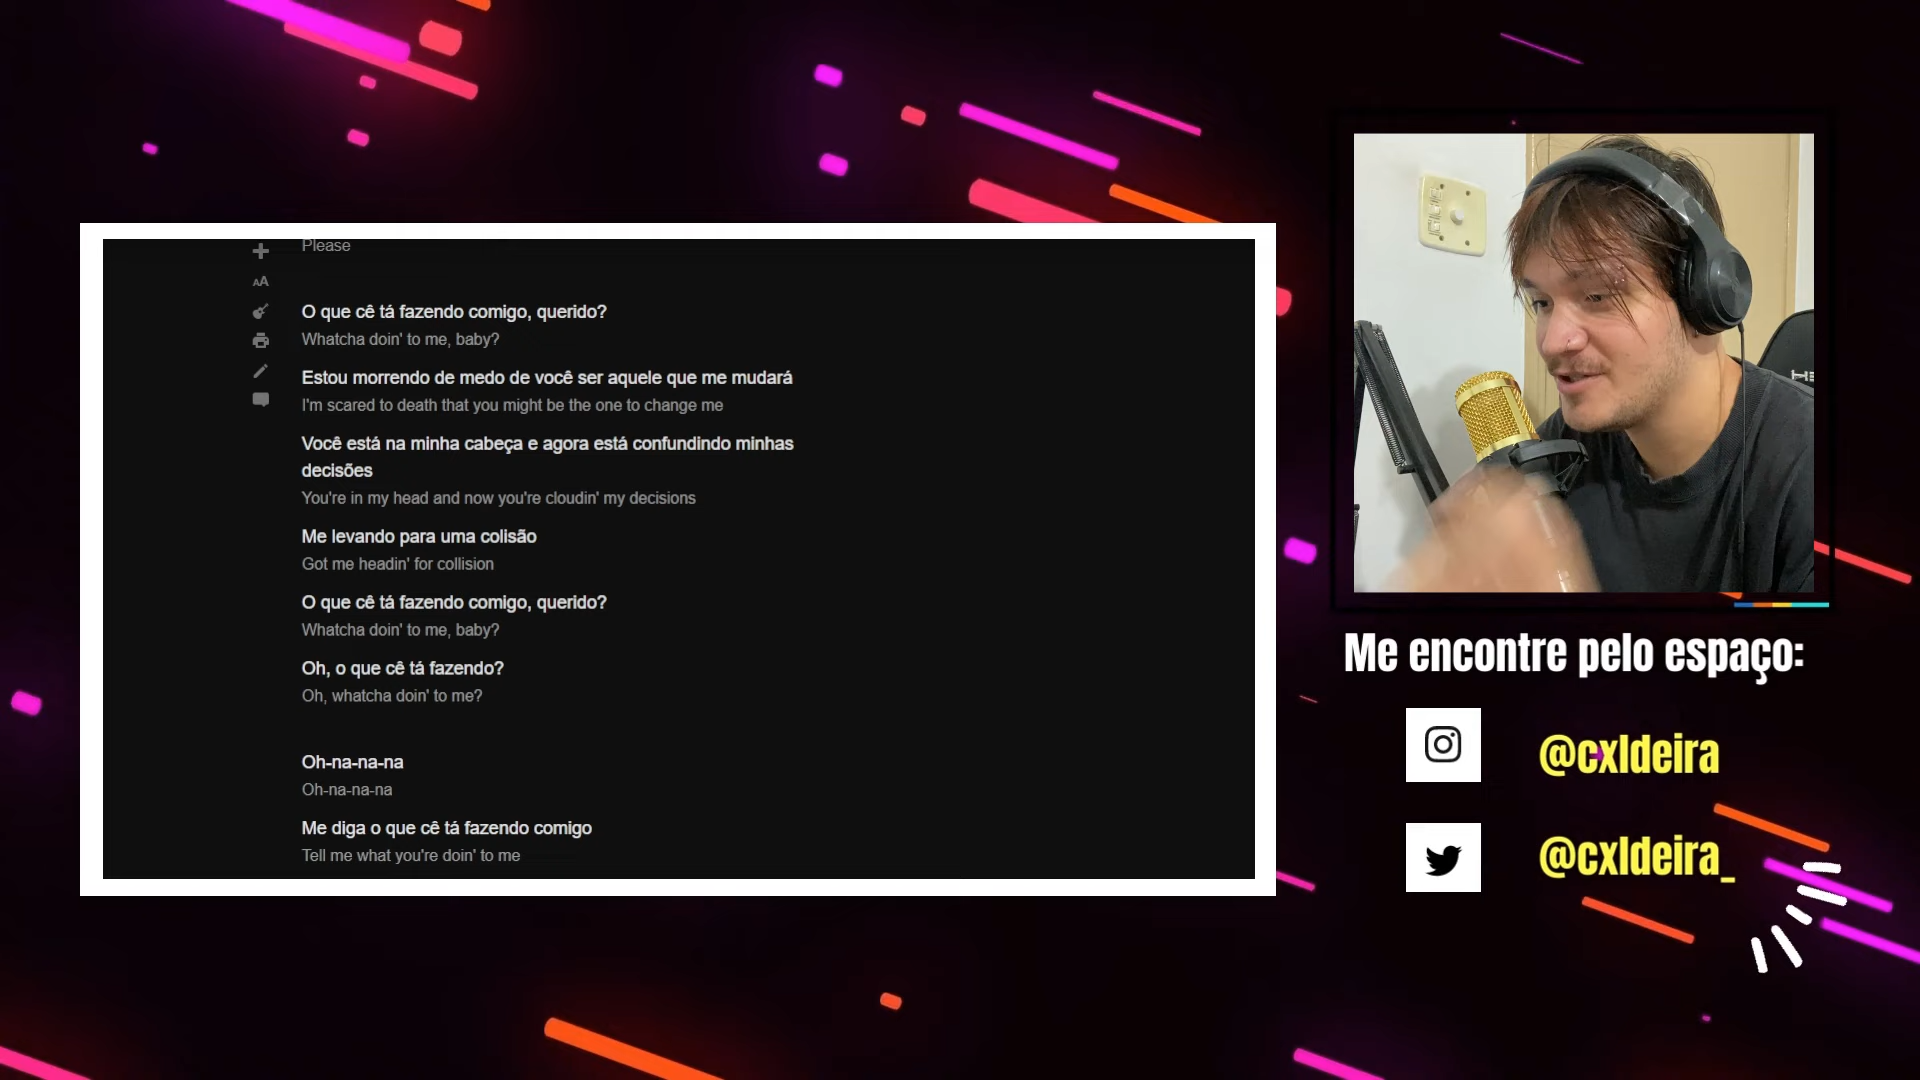 Please
AA
O que cê tá fazendo comigo, querido?
Whatcha doin' to me, baby?
Estou morrendo de medo de você ser aquele que me mudará
I'm scared to death that you might be the one to change me
Você está na minha cabeça e agora está confundindo minhas
decisões
You're in my head and now you're cloudin' my decisions
Me levando para uma colisão
Got me headin' for collision
O que cê tá fazendo comigo, querido?
Whatcha doin' to me, baby?
Oh, o que cê tá fazendo?
Oh, whatcha doin' to me?
Oh-na-na-na
Oh-na-na-na
Me diga o que cê tá fazendo comigo
Tell me what you're doin' to me
Me encontre pelo espaço:
@cxldeira
@cxldeira_